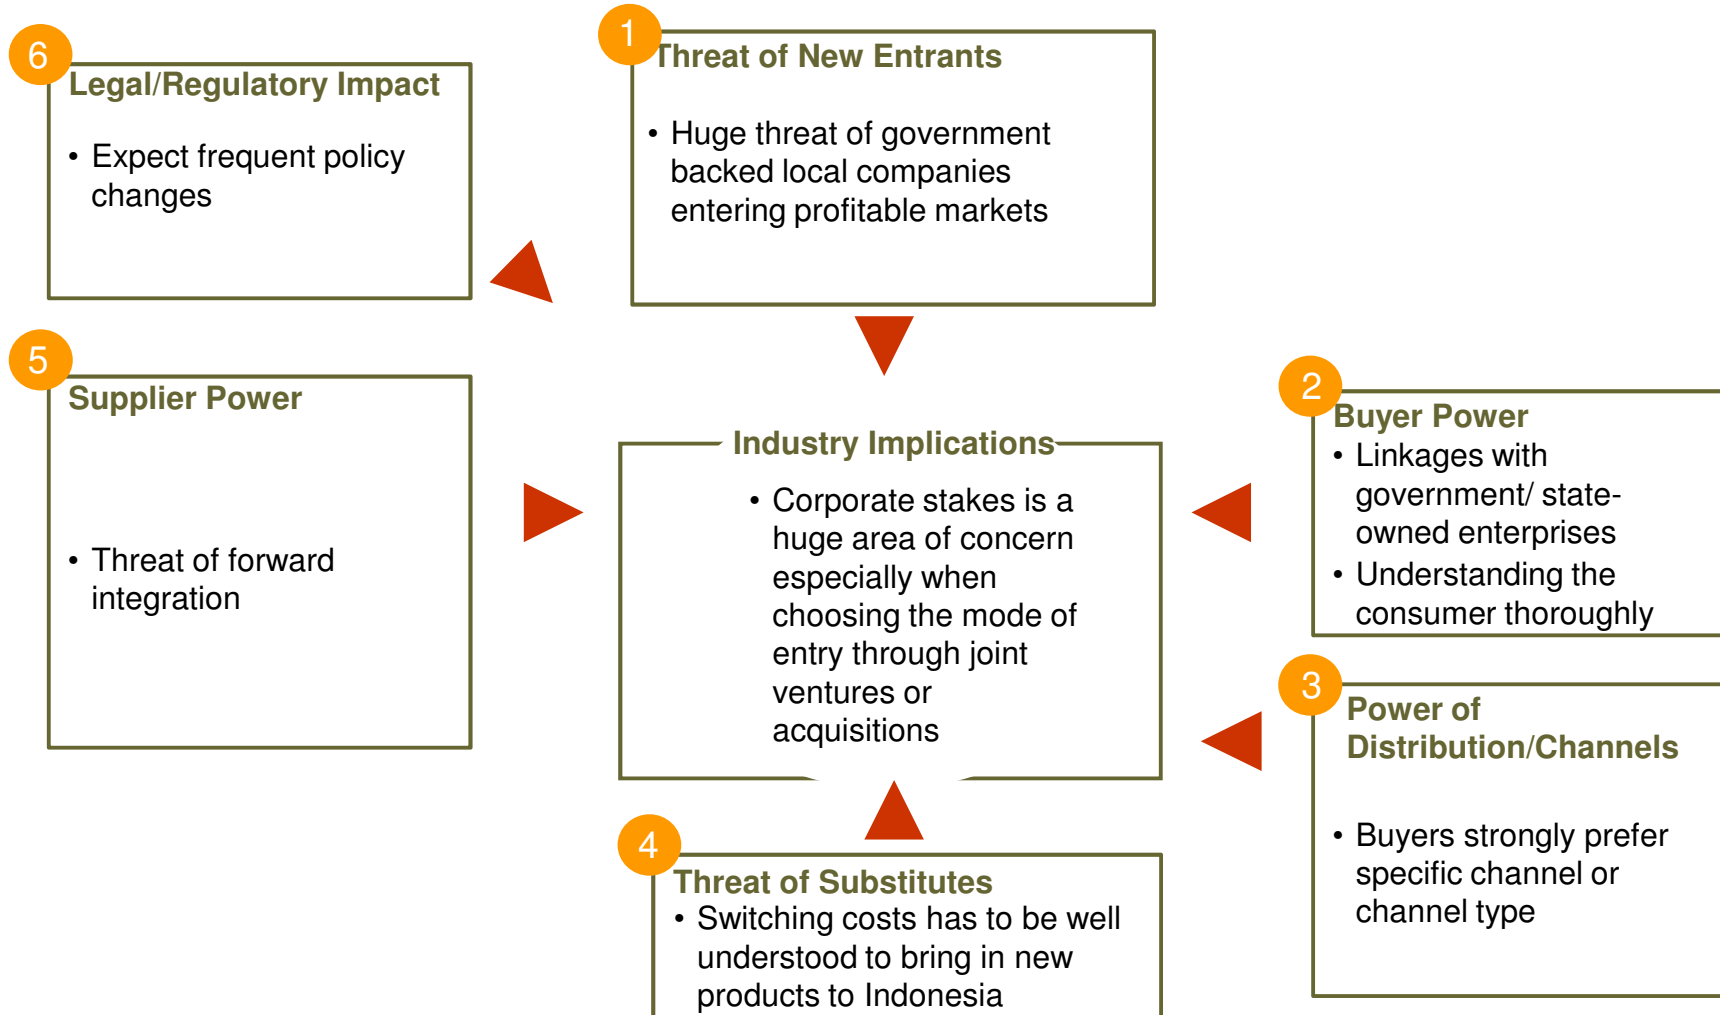 6
Legal/Regulatory Impact
• Expect frequent policy
changes
1
Threat of New Entrants
• Huge threat of government
backed local companies
entering profitable markets
5
Supplier Power
• Threat of forward
integration
Industry Implications
• Corporate stakes is a
huge area of concern
especially when
choosing the mode of
entry through joint
ventures or
acquisitions
2
Buyer Power
• Linkages with
government/ state-
owned enterprises
• Understanding the
consumer thoroughly
3
Power of
Distribution/Channels
• Buyers strongly prefer
specific channel or
channel type
4
Threat of Substitutes
• Switching costs has to be well
understood to bring in new
products to Indonesia